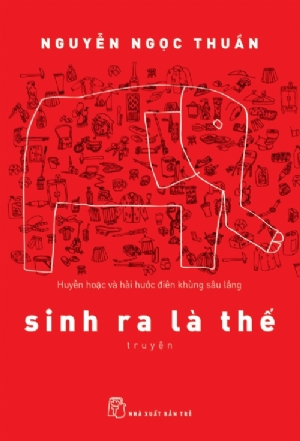 NGUYỄN NGỌC THUẦN
Huyễn hoặc và hài hước điên khùng sâu lắng
sinh ra là thế
truyện
NHÀ XUẤT BẢN TRẺ